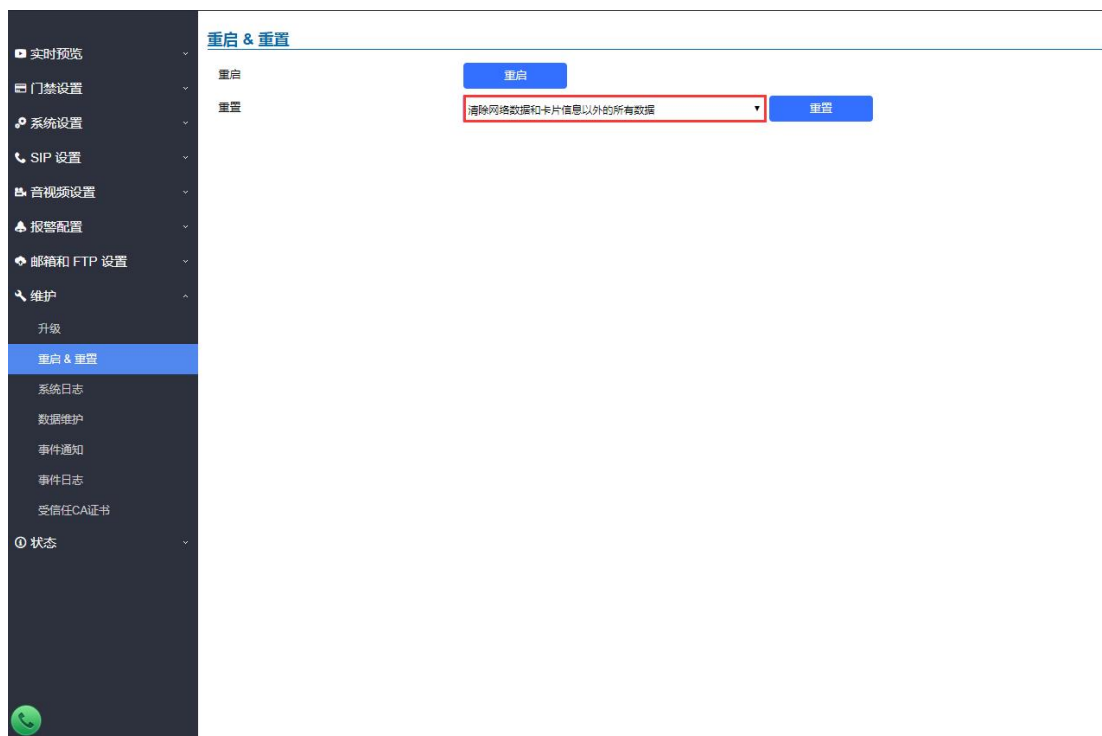 重启 & 重置
实时预览
门禁设置
系统设置
SIP 设置
音视频设置
报警配置
邮箱和 FTP 设置
维护
升级
重启 & 重置
系统日志
数据维护
事件通知
事件日志
受信任CA证书
状态
重启 重启
重置 清除网络数据和卡片信息以外的所有数据 重置